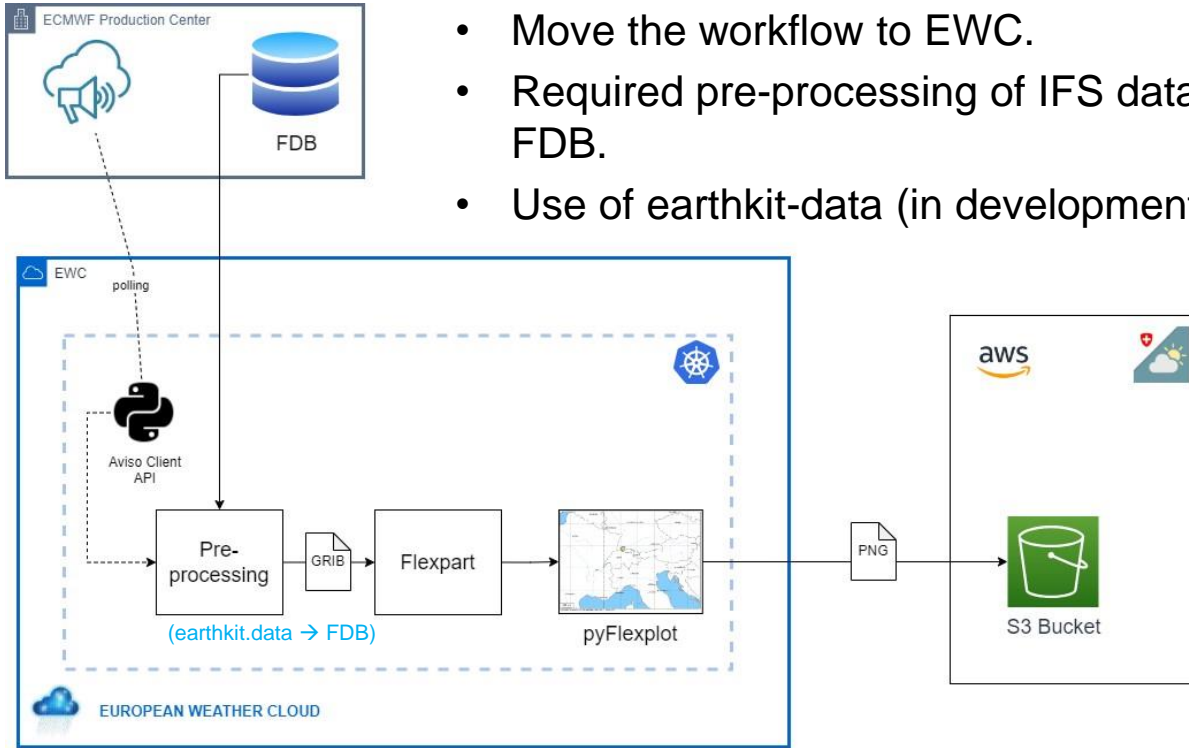 ECMWF Production Center
FDB
• Move the workflow to EWC.
• Required pre-processing of IFS data
FDB.
• Use of earthkit-data (in development
EWC
polling
Aviso Client
API
Pre-
processing
GRIB
Flexpart
(earthkit.data → FDB)
pyFlexplot
EUROPEAN WEATHER CLOUD
PNG
aws
S3 Bucket